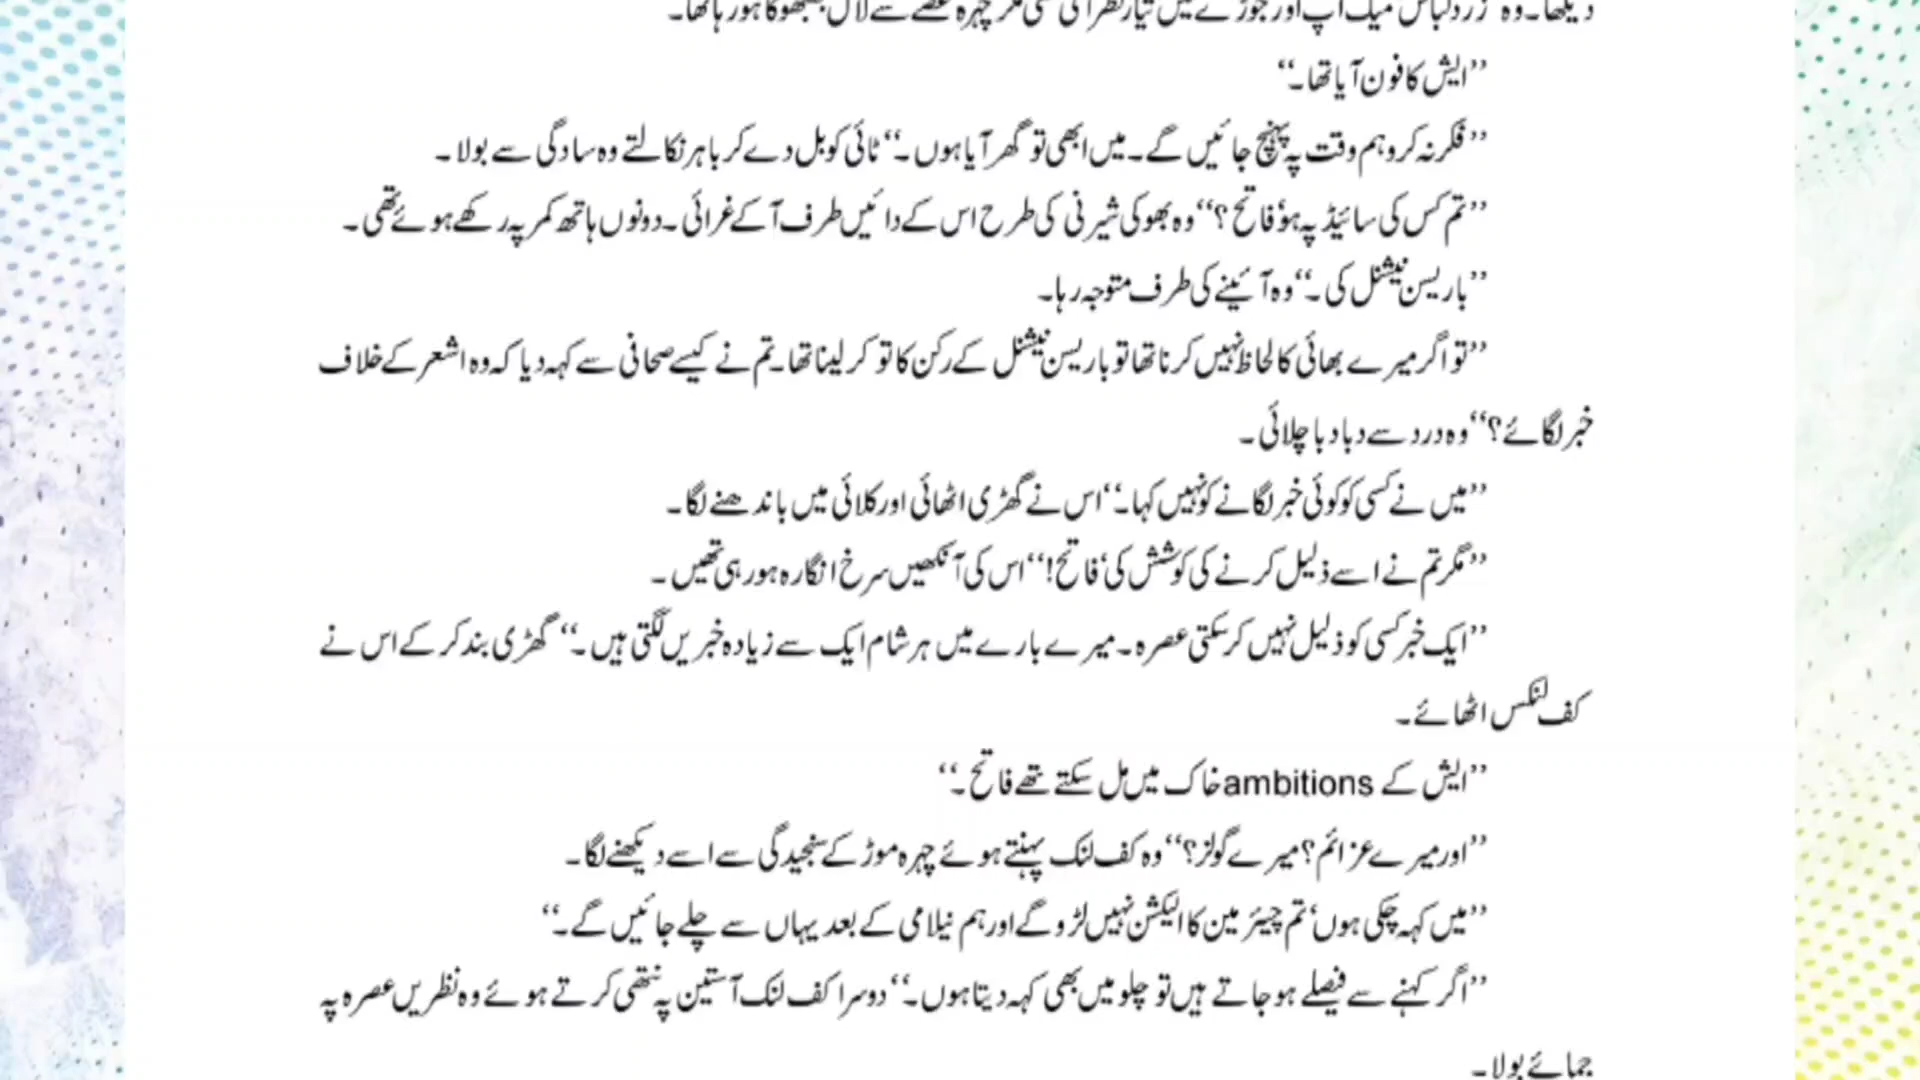 دیکھا۔ وہ زرد لباس میک اپ اور جوڑے میں تیار نظر آتی تھی مگر چہرہ غصے سے لال بھبھوکا ہو رہا تھا۔
’’ایش کا فون آیا تھا۔‘‘
’’فکر نہ کرو ہم وقت پہ پہنچ جائیں گے۔ میں ابھی تو گھر آیا ہوں۔‘‘ ٹائی کو بل دے کر باہر نکالتے وہ سادگی سے بولا۔
’’تم کس کی سائیڈ پہ ہو‘ فاتح؟‘‘ وہ بھوکی شیرنی کی طرح اس کے دائیں طرف آ کے غرائی۔ دونوں ہاتھ کمر پہ رکھے ہوئے تھی۔
’’باریسن نیشنل کی۔‘‘ وہ آئینے کی طرف متوجہ رہا۔
’’تو اگر میرے بھائی کا لحاظ نہیں کرنا تھا تو باریسن نیشنل کے رکن کا تو کر لینا تھا۔ تم نے کیسے صحافی سے کہہ دیا کہ وہ اشعر کے خلاف
خبر لگائے؟‘‘ وہ درد سے دبا دبا چلائی۔
’’میں نے کسی کو کوئی خبر لگانے کو نہیں کہا۔‘‘ اس نے گھڑی اٹھائی اور کلائی میں باندھنے لگا۔
’’مگر تم نے اسے ذلیل کرنے کی کوشش کی‘ فاتح!‘‘ اس کی آنکھیں سرخ انگارہ ہو رہی تھیں۔
’’ایک خبر کسی کو ذلیل نہیں کر سکتی عصرہ۔ میرے بارے میں ہر شام ایک سے زیادہ خبریں لگتی ہیں۔‘‘ گھڑی بند کر کے اس نے
کف لنکس اٹھائے۔
’’ایش کے ambitions خاک میں مل سکتے تھے فاتح۔‘‘
’’اور میرے عزائم؟ میرے گولز؟‘‘ وہ کف لنک پہنتے ہوئے چہرہ موڑ کے سنجیدگی سے اسے دیکھنے لگا۔
’’میں کہہ چکی ہوں‘ تم چیئر مین کا الیکشن نہیں لڑو گے اور ہم نیلامی کے بعد یہاں سے چلے جائیں گے۔‘‘
’’اگر کہنے سے فیصلے ہو جاتے ہیں تو چلو میں بھی کہہ دیتا ہوں۔‘‘ دوسرا کف لنک آستین پہ نتھی کرتے ہوئے وہ نظریں عصرہ پہ
جمائے بولا۔